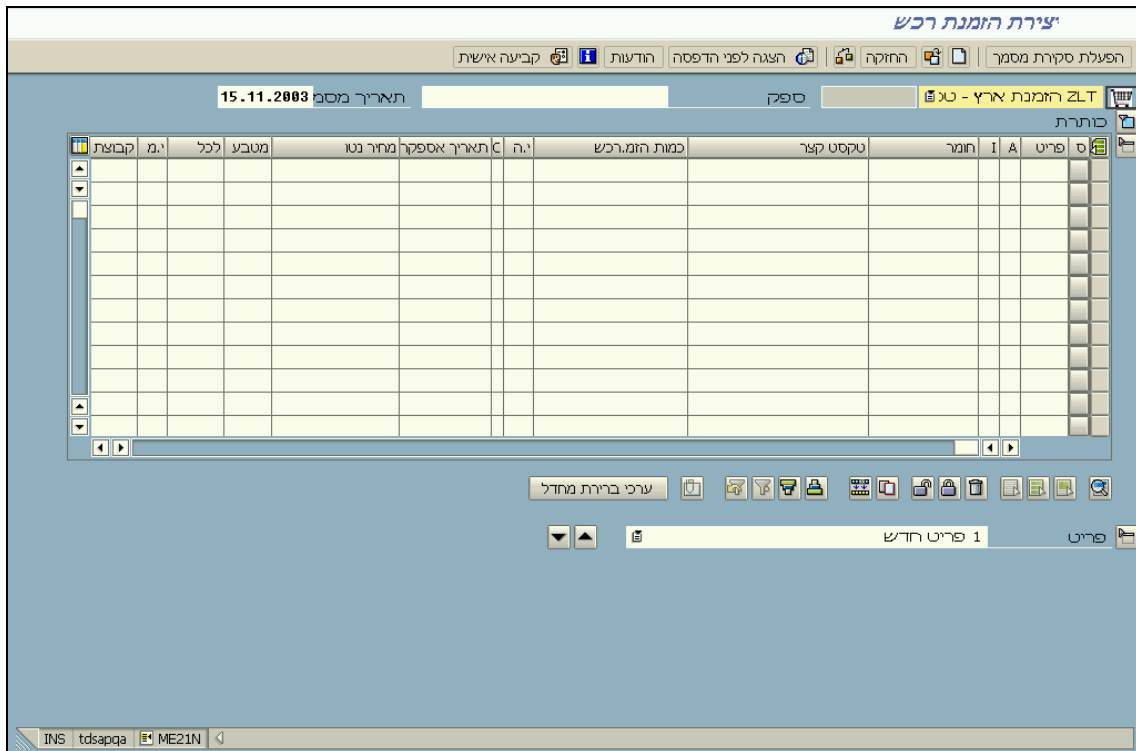 יצירת הזמנת רכש
הפעלת סקירת מסמך החזקה הצגה לפני הדפסה הודעות קביעה אישית
ZLT הזמנת ארץ - טכ ספק תאריך מסמ 15.11.2003
כותרת
ס פריט A I חומר טקסט קצר כמות הזמ.רכש י.ה C תאריך אספקה מחיר נטו מטבע לכל י.מ קבוצת
ערכי ברירת מחדל
פריט 1 פריט חדש
INS tdsapqa ME21N